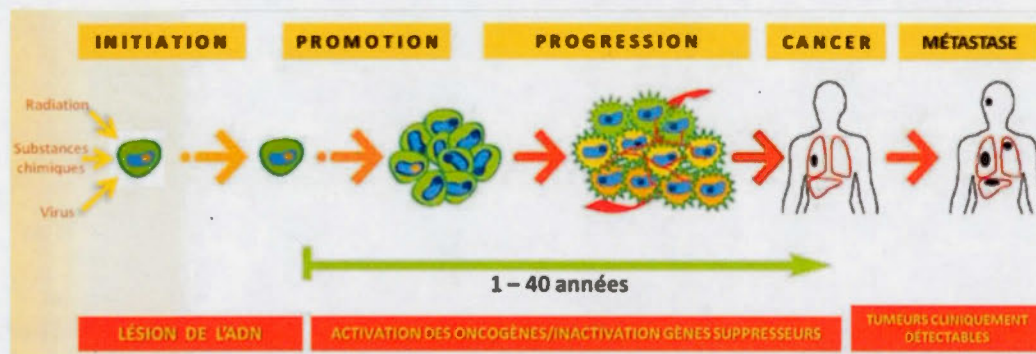 INITIATION
PROMOTION
PROGRESSION
CANCER
MÉTASTASE
Radiation
Substances
chimiques
Virus
1 – 40 années
LÉSION DE L'ADN
ACTIVATION DES ONCOGÈNES/INACTIVATION GÈNES SUPPRESSEURS
TUMEURS CLINIQUEMENT
DÉTECTABLES